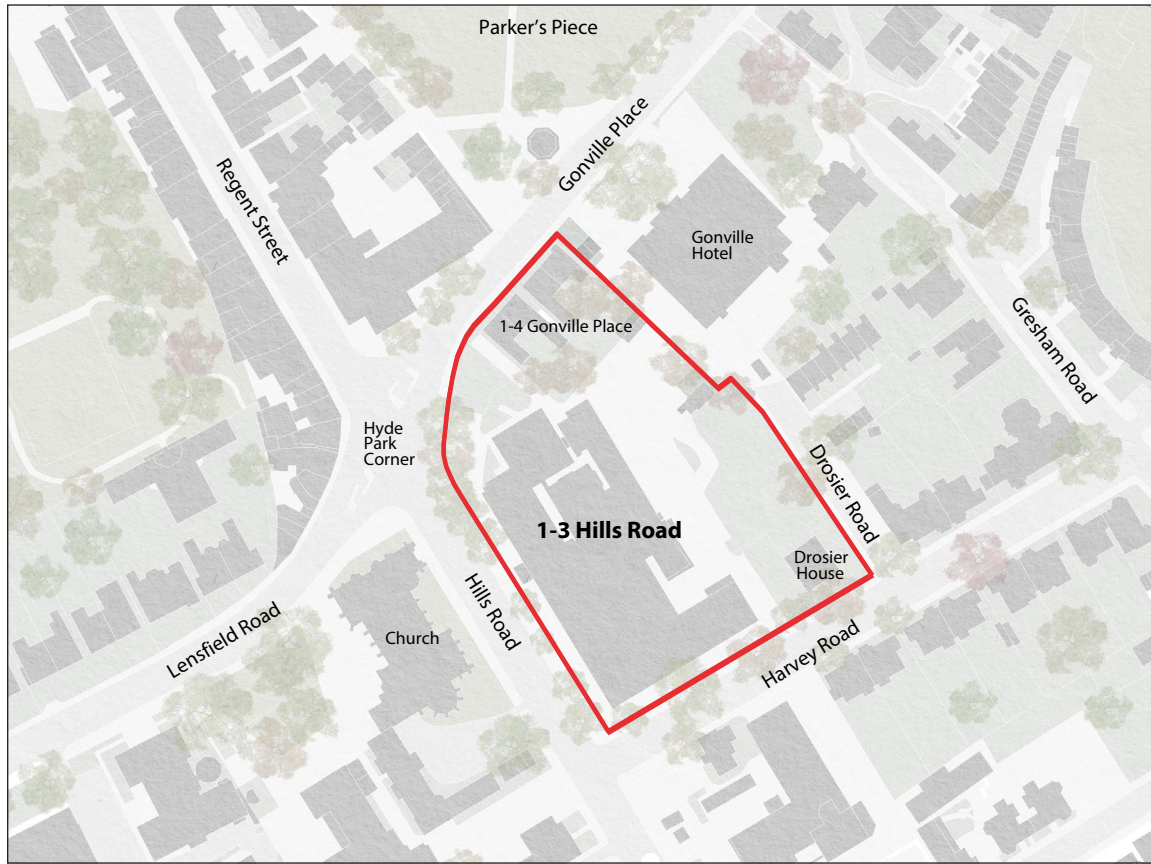 Parker's Piece
Gonville Place
Regent Street
Gonville
Hotel
1-4 Gonville Place
Gresham Road
Hyde
Park
Corner
Drosier Road
1-3 Hills Road
Drosier
House
Hills Road
Lensfield Road
Church
Harvey Road